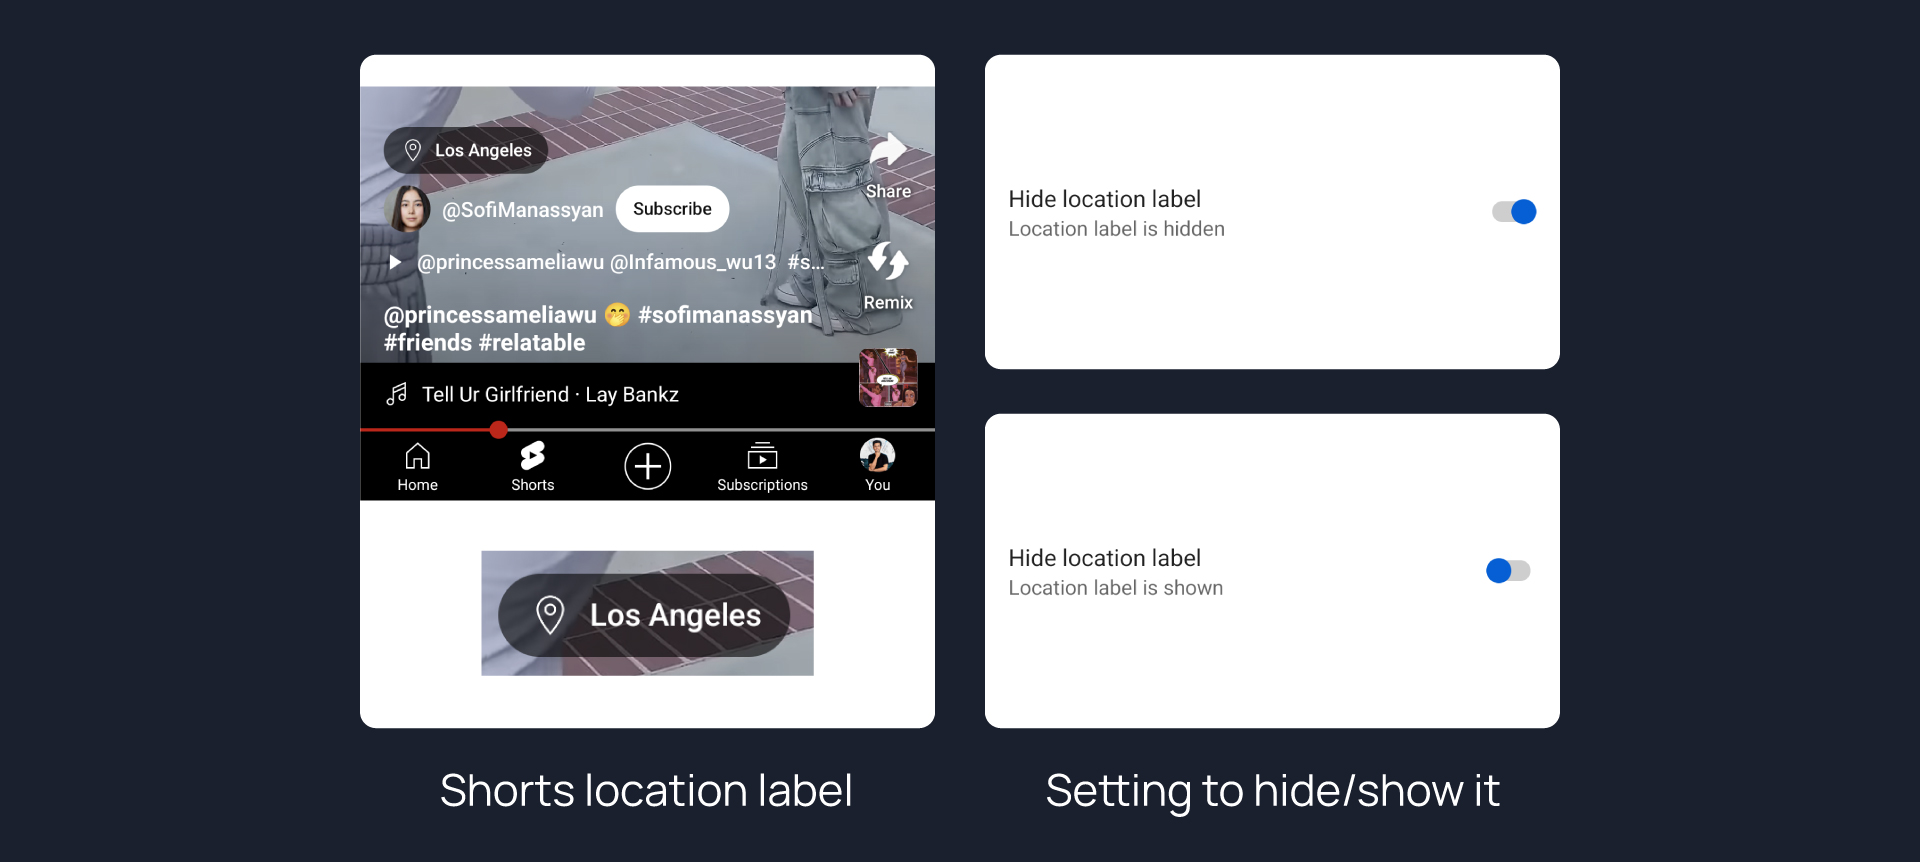 Los Angeles
Share
@SofiManassyan
Subscribe
@princessameliawu @Infamous_wu13 #s...
Remix
@princessameliawu 🤭 #sofimanassyan
#friends #relatable
Tell Ur Girlfriend · Lay Bankz
Home
Shorts
Subscriptions
You
Los Angeles
Shorts location label
Hide location label
Location label is hidden
Hide location label
Location label is shown
Setting to hide/show it